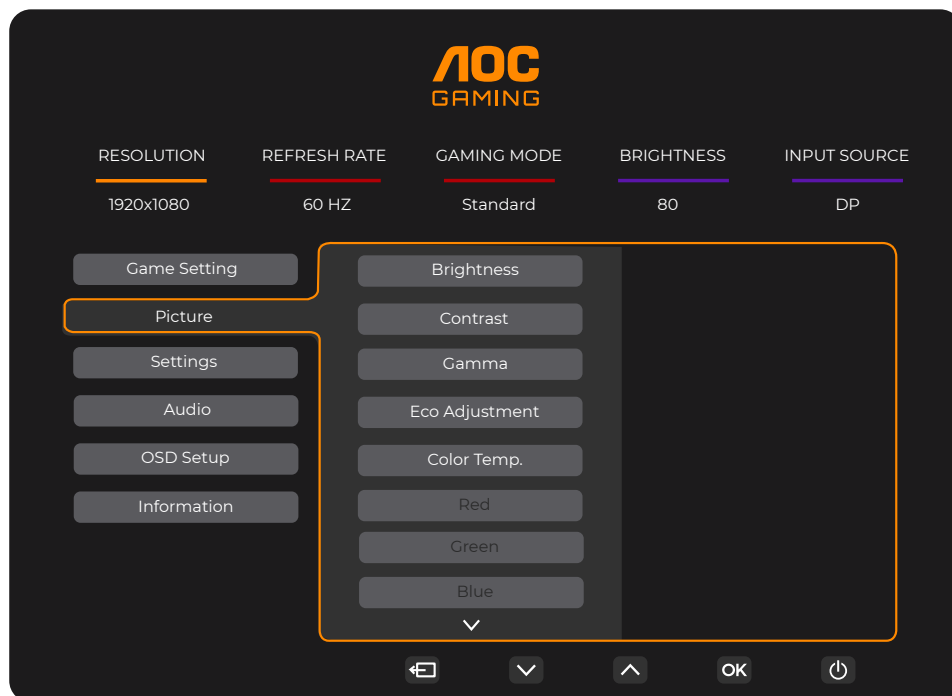 AOC
GAMING
RESOLUTION REFRESH RATE GAMING MODE BRIGHTNESS INPUT SOURCE
1920x1080 60 HZ Standard 80 DP
Game Setting Brightness
Picture Contrast
Settings Gamma
Audio Eco Adjustment
OSD Setup Color Temp.
Information Red
Green
Blue
OK